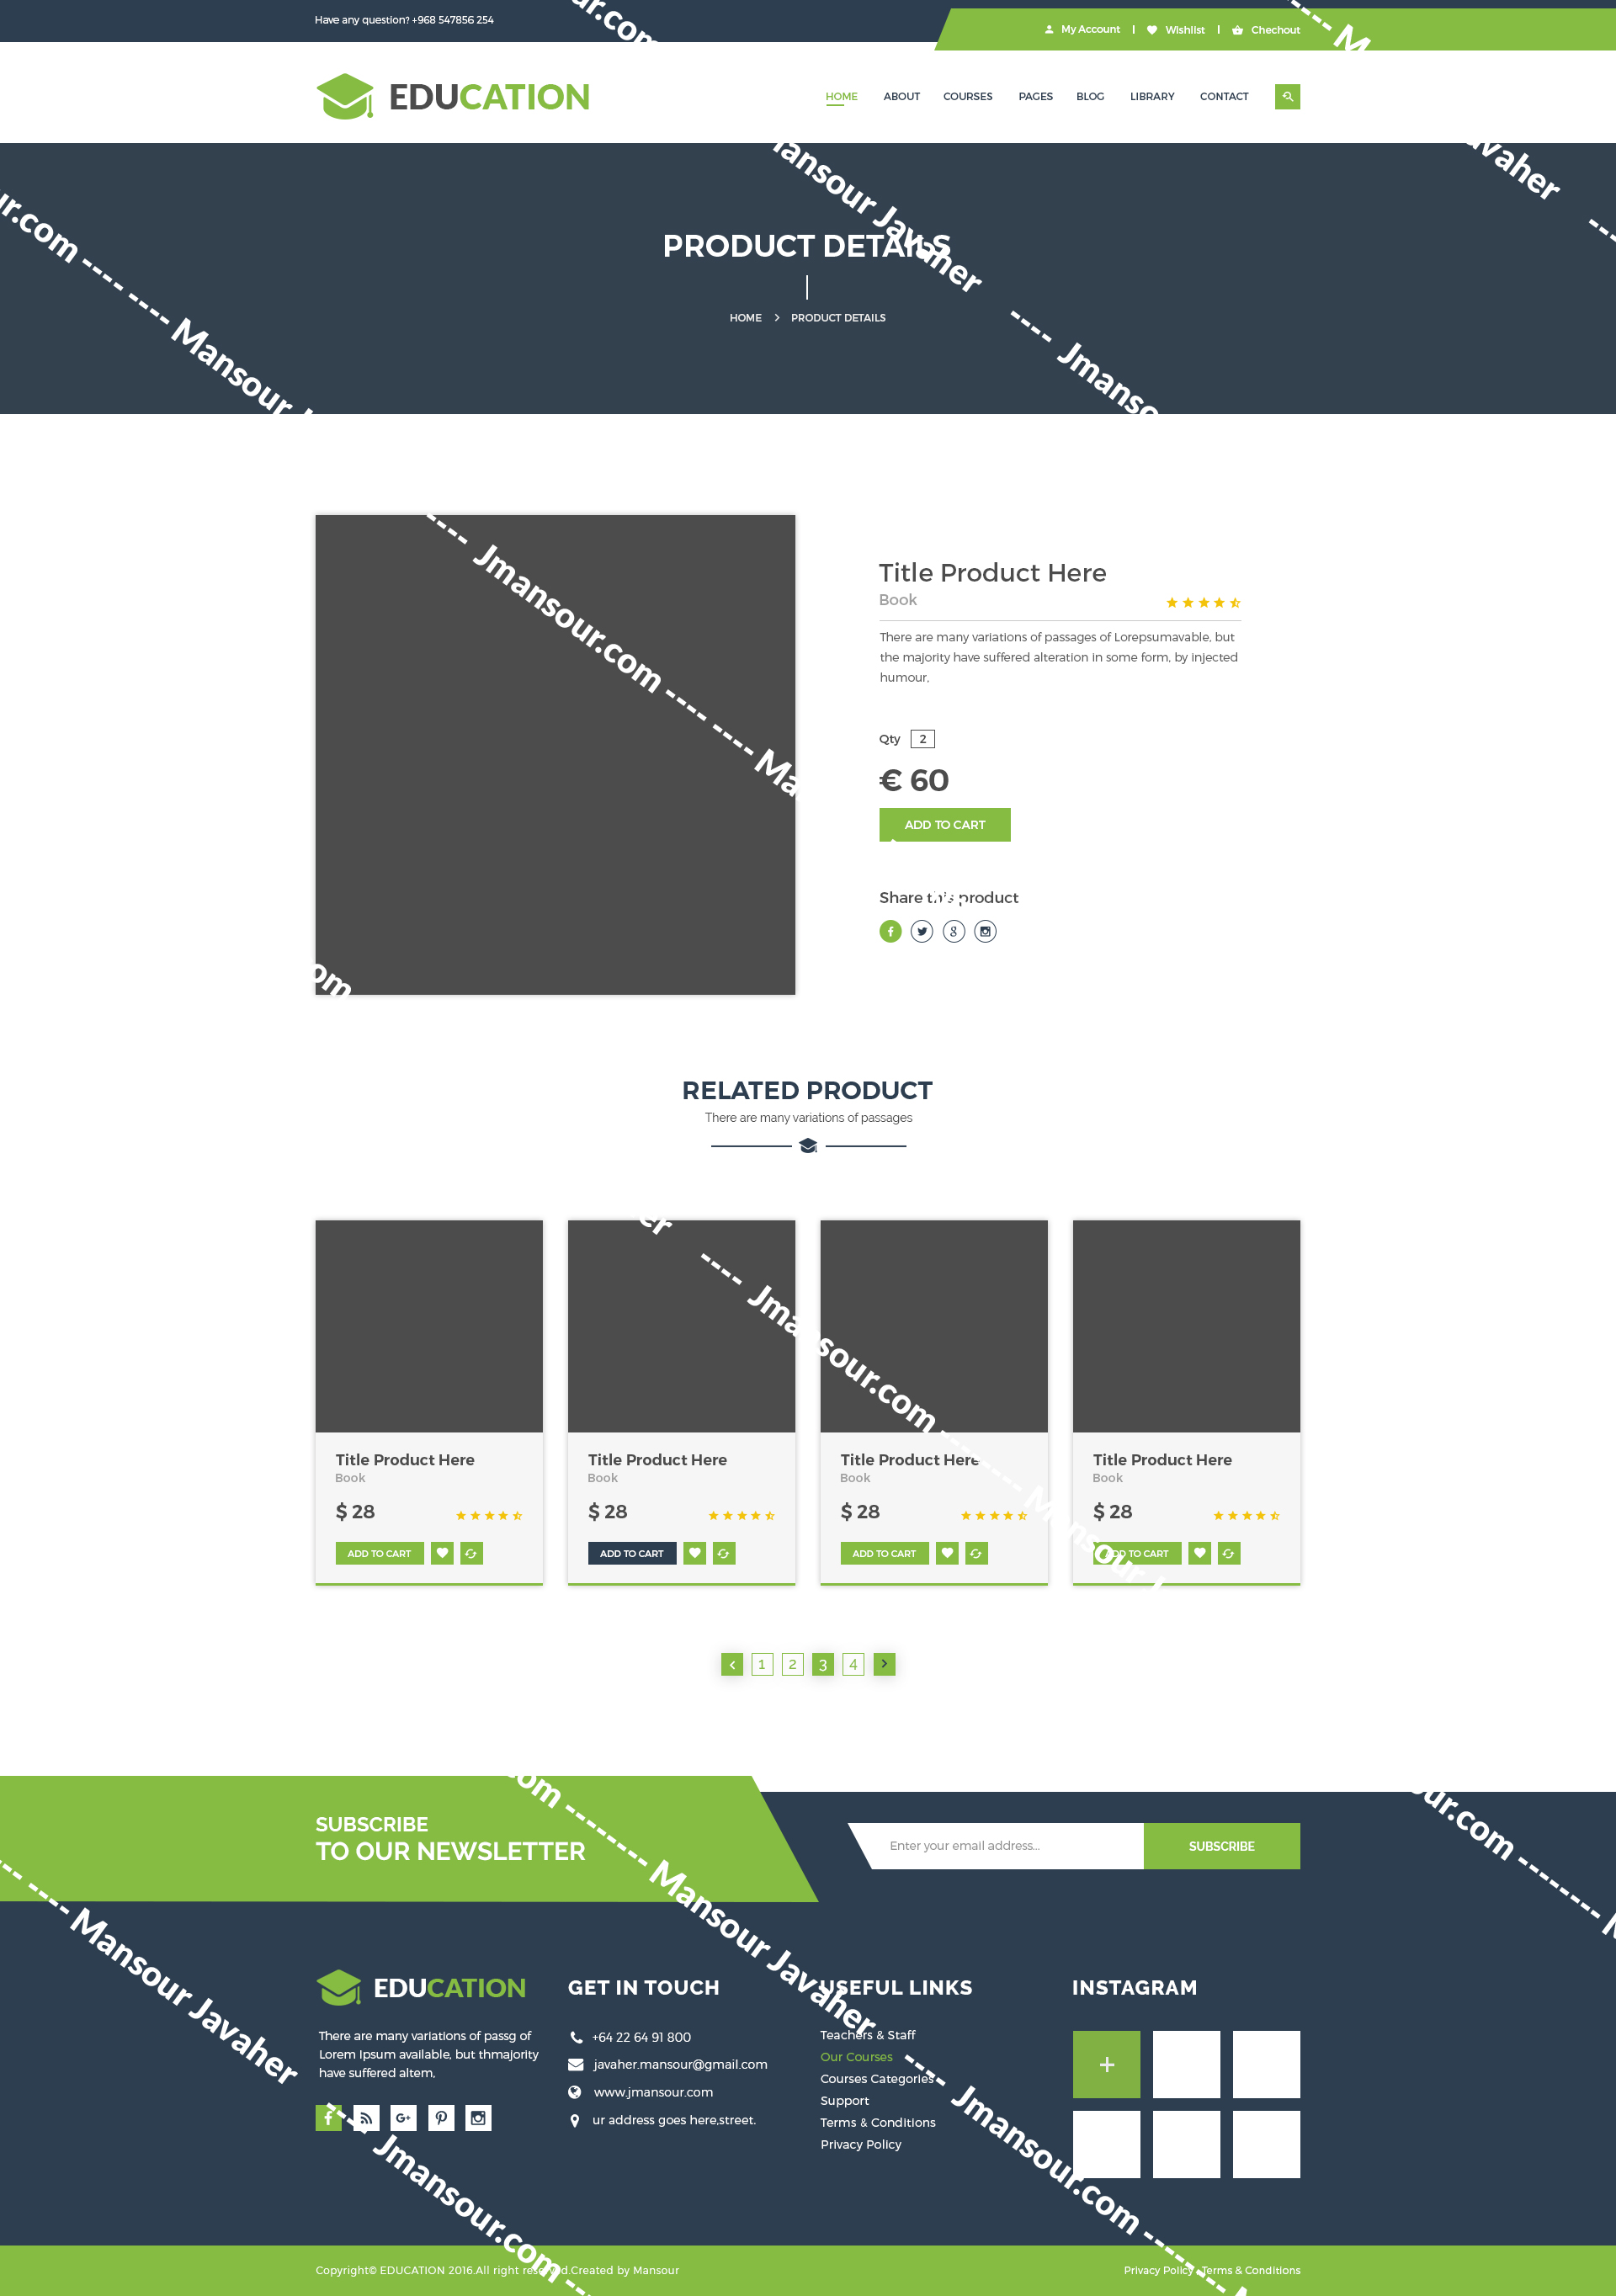 Have any question? +968 547856 254
My Account | Wishlist | Chechout
EDUCATION
HOME ABOUT COURSES PAGES BLOG LIBRARY CONTACT
PRODUCT DETAILS
HOME > PRODUCT DETAILS
Mansour Javaher ---- Jmansour.com ---- ---- Mansour Javaher
Title Product Here
Book
There are many variations of passages of Lorepsumavable, but
the majority have suffered alteration in some form, by injected
humour,
Qty 2
€ 60
ADD TO CART
Share this product
RELATED PRODUCT
There are many variations of passages
Title Product Here
Book
$ 28
ADD TO CART
Title Product Here
Book
$ 28
ADD TO CART
Title Product Here
Book
$ 28
ADD TO CART
Title Product Here
Book
$ 28
ADD TO CART
1 2 3 4
SUBSCRIBE
TO OUR NEWSLETTER
Enter your email address...
SUBSCRIBE
EDUCATION
There are many variations of passg of
Lorem Ipsum available, but thmajority
have suffered altem,
GET IN TOUCH
+64 22 64 91 800
javaher.mansour@gmail.com
www.jmansour.com
ur address goes here,street.
USEFUL LINKS
Teachers & Staff
Our Courses
Courses Categories
Support
Terms & Conditions
Privacy Policy
INSTAGRAM
Copyright© EDUCATION 2016.All right reserved.Created by Mansour
Privacy Policy Terms & Conditions